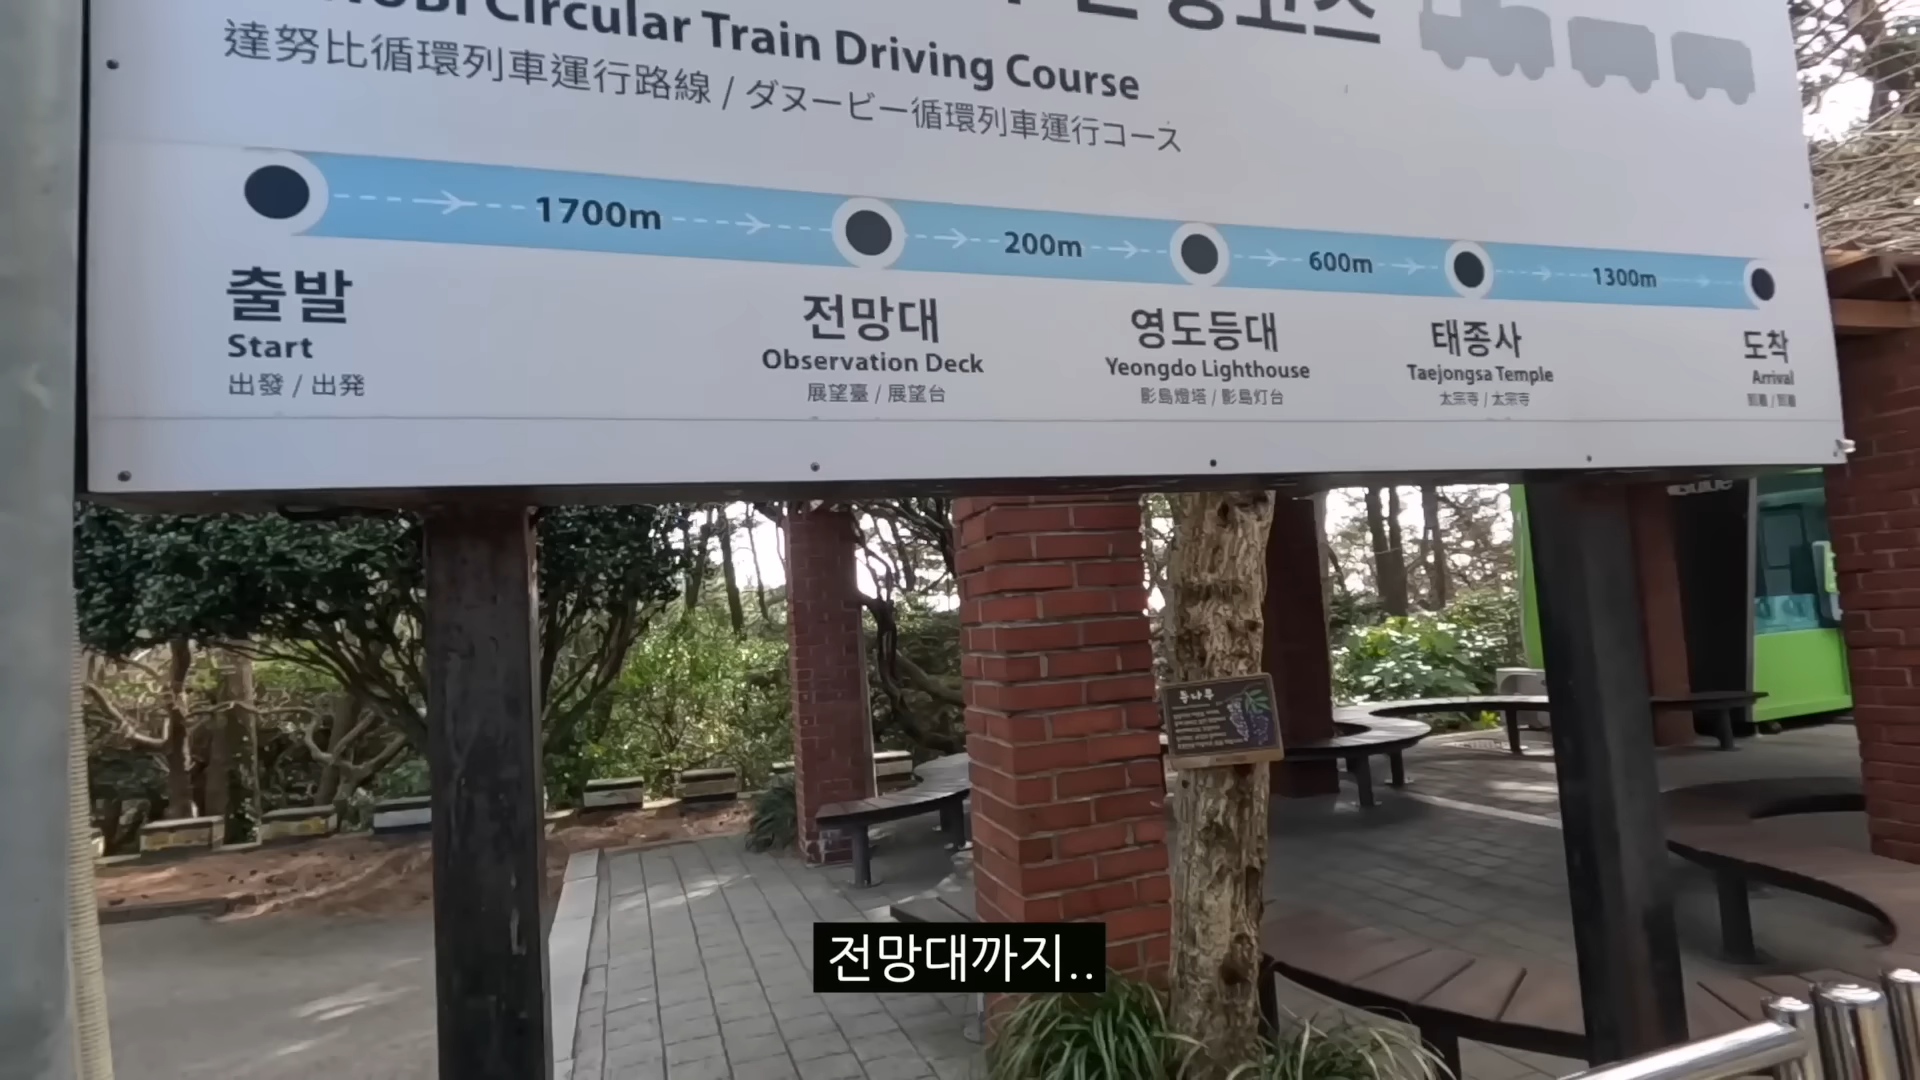 Circular Train Driving Course
達努比循環列車運行路線 / ダヌービー循環列車運行コース
1700m 200m 600m 1300m
출발 전망대 영도등대 태종사 도착
Start Observation Deck Yeongdo Lighthouse Taejongsa Temple Arrival
出發 / 出発 展望臺 / 展望台 影島燈塔 / 影島灯台 太宗寺 / 太宗寺
등나무
전망대까지..